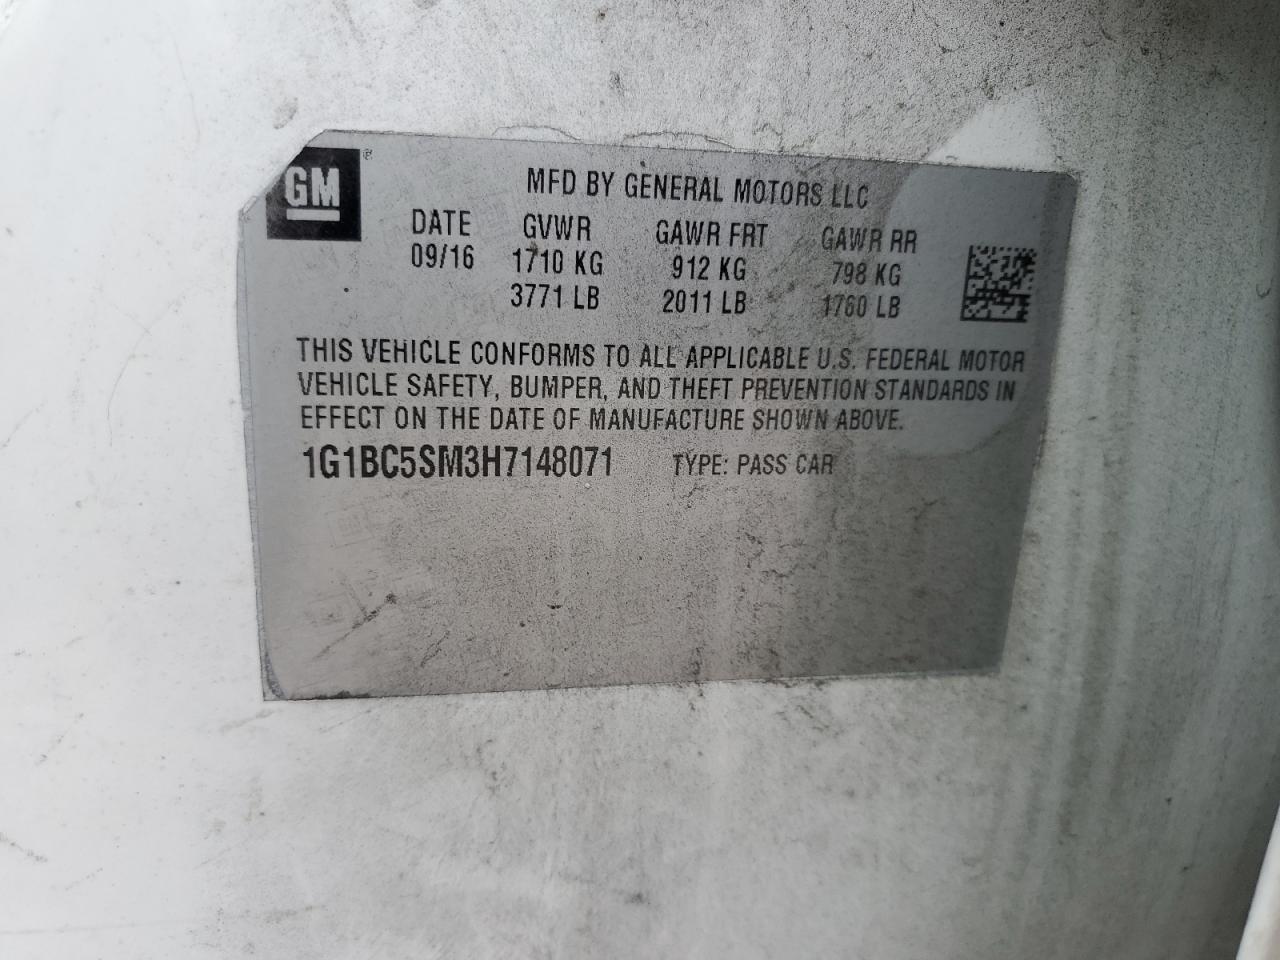 GM®
MFD BY GENERAL MOTORS LLC
DATE GVWR GAWR FRT GAWR RR
09/16 1710 KG 912 KG 798 KG
3771 LB 2011 LB 1760 LB
THIS VEHICLE CONFORMS TO ALL APPLICABLE U.S. FEDERAL MOTOR
VEHICLE SAFETY, BUMPER, AND THEFT PREVENTION STANDARDS IN
EFFECT ON THE DATE OF MANUFACTURE SHOWN ABOVE.
1G1BC5SM3H7148071 TYPE: PASS CAR